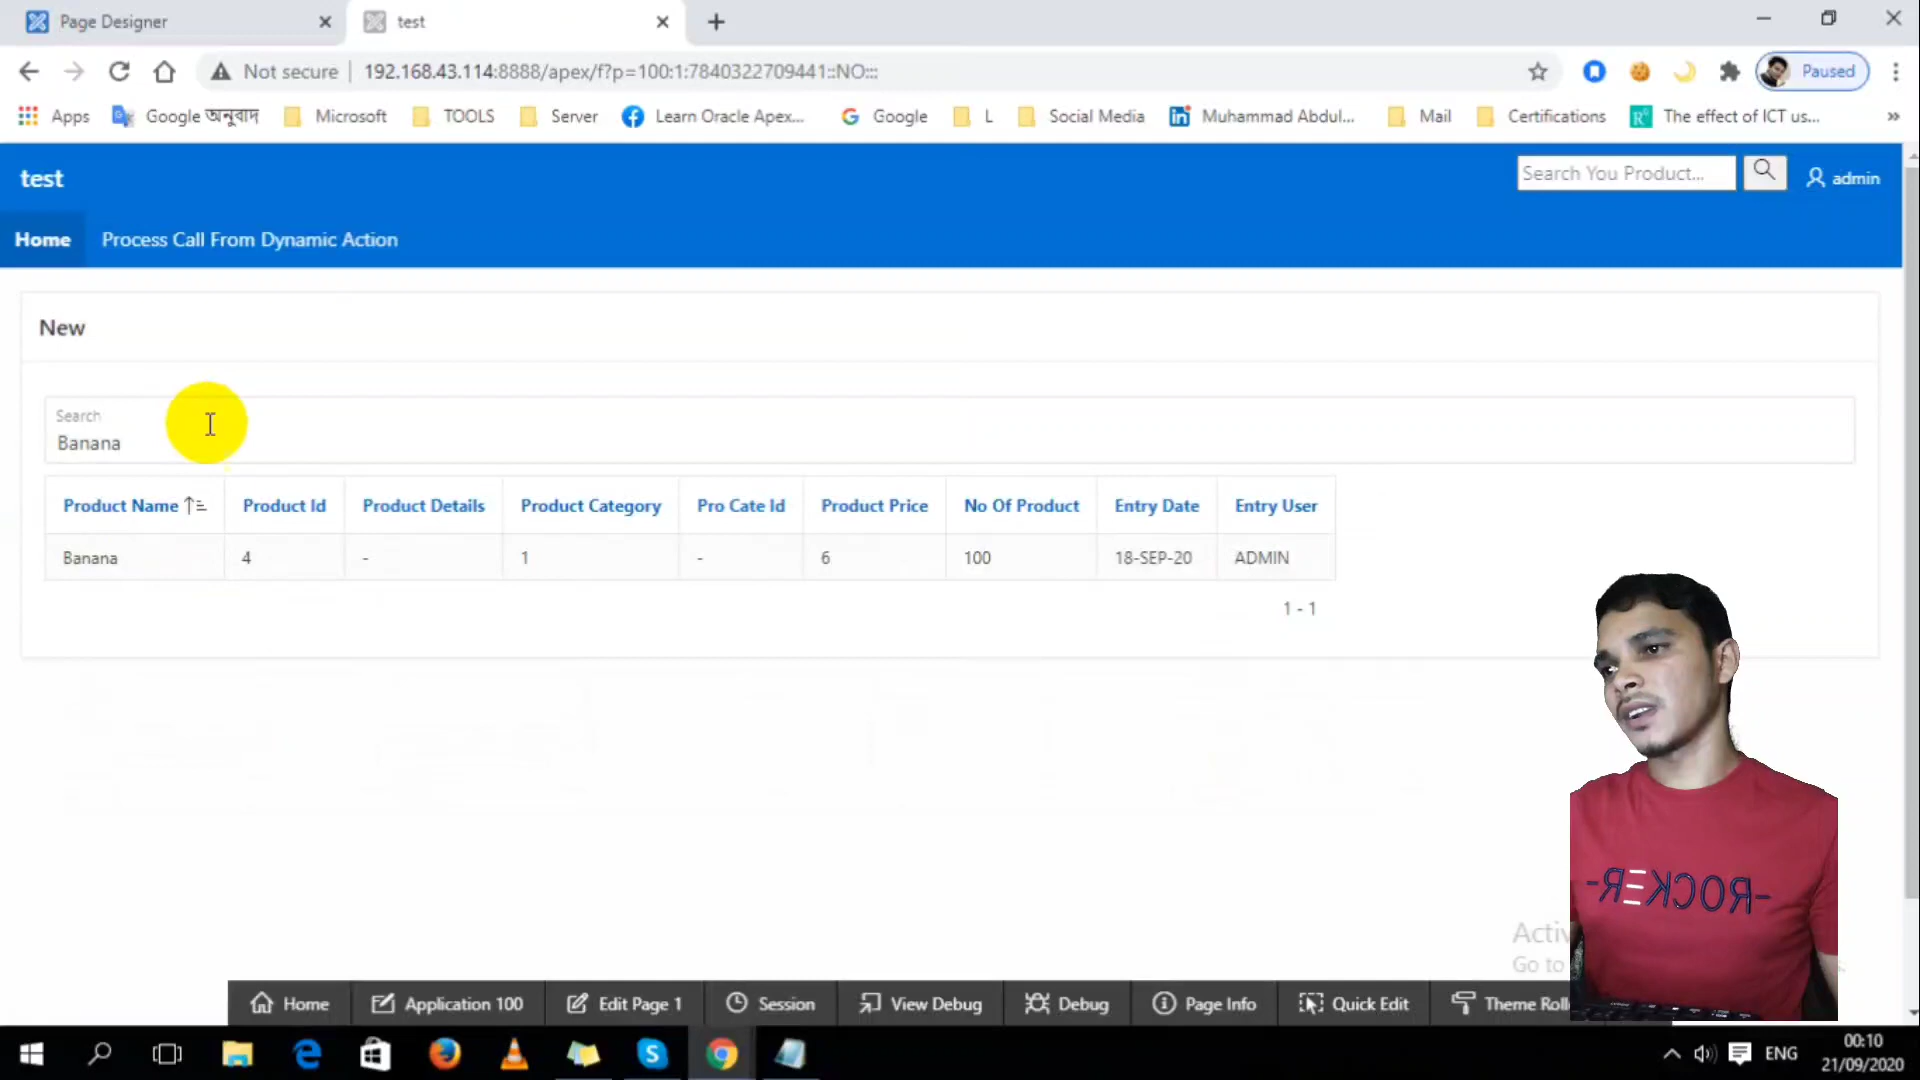 Page Designer
test
Not secure
192.168.43.114:8888/apex/f?p=100:1:7840322709441::NO:::
Paused
Apps
Google অনুবাদ
Microsoft
TOOLS
Server
Learn Oracle Apex...
Google
L
Social Media
Muhammad Abdul...
Mail
Certifications
The effect of ICT us...
»
test
Search You Product...
admin
Home
Process Call From Dynamic Action
New
Search
Banana
Product Name Product Id Product Details Product Category Pro Cate Id Product Price No Of Product Entry Date Entry User
Banana 4 - 1 - 6 100 18-SEP-20 ADMIN
1 - 1
-ROCKER-
Activ
Go to
Home
Application 100
Edit Page 1
Session
View Debug
Debug
Page Info
Quick Edit
Theme Roll
ENG
00:10
21/09/2020